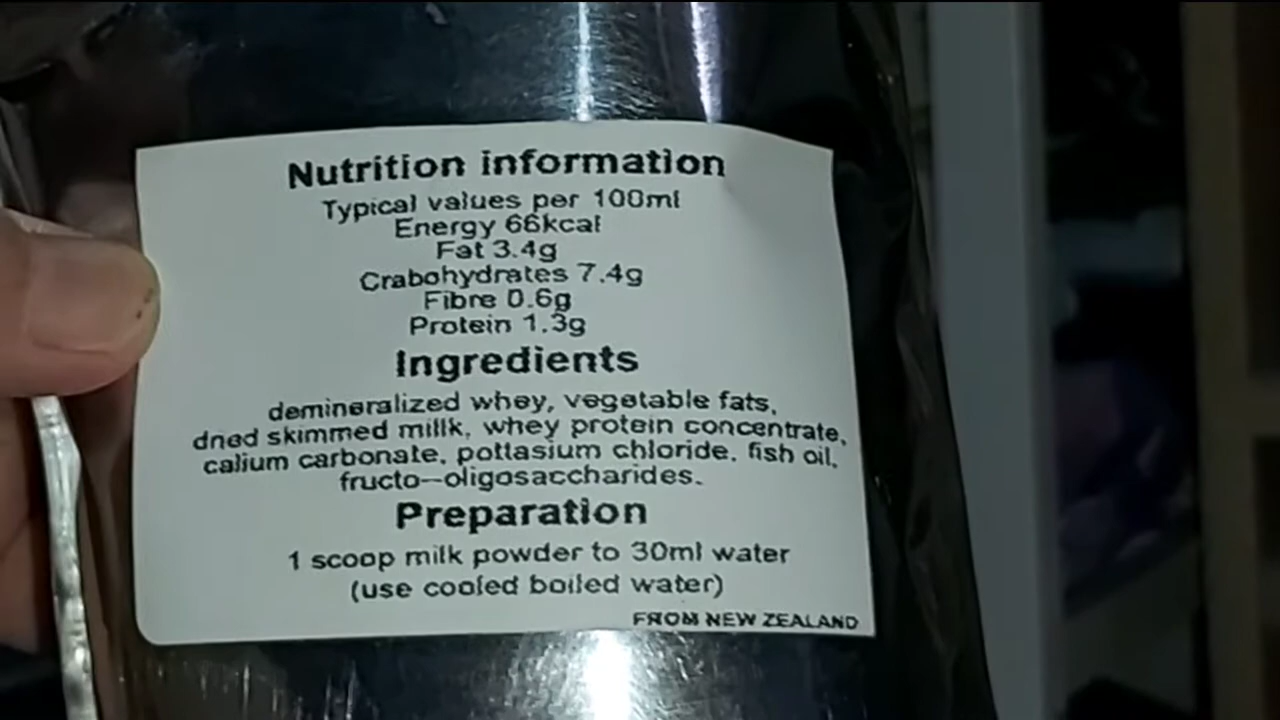 Nutrition information
Typical values per 100ml
Energy 66kcal
Fat 3.4g
Crabohydrates 7.4g
Fibre 0.6g
Protein 1.3g
Ingredients
demineralized whey, vegetable fats,
dried skimmed millk, whey protein concentrate,
calium carbonate, pottasium chloride, fish oil,
fructo-oligosaccharides.
Preparation
1 scoop milk powder to 30ml water
(use cooled boiled water)
FROM NEW ZEALAND